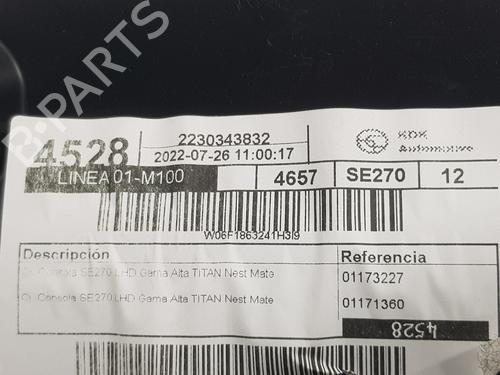 B-PARTS
4528
2230343832
2022-07-26 11:00:17
KDK
Automotive
LINEA 01-M100
4657
SE270
12
W06F1863241H3I9
Descripción
Referencia
Consola SE270 LHD Gama Alta TITAN Nest Mate
01173227
Consola SE270 LHD Gama Alta TITAN Nest Mate
01171360
4528